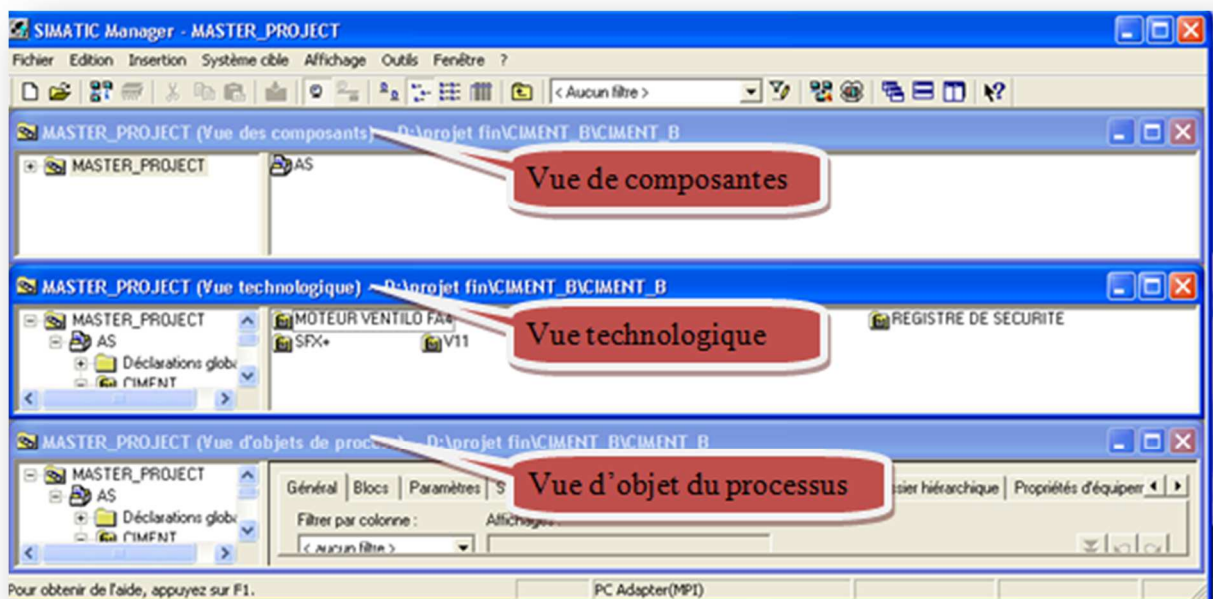 SIMATIC Manager - MASTER_PROJECT
Fichier Edition Insertion Système cible Affichage Outils Fenêtre ?
< Aucun filtre >
MASTER_PROJECT (Vue des composants) -- D:\projet fin\CIMENT_B\CIMENT_B
MASTER_PROJECT
AS
Vue de composantes
MASTER_PROJECT (Vue technologique) -- D:\projet fin\CIMENT_B\CIMENT_B
MASTER_PROJECT
AS
Déclarations globa
CIMENT
MOTEUR VENTILO FA4
REGISTRE DE SECURITE
SFX+
V11
Vue technologique
MASTER_PROJECT (Vue d'objets de D:\projet fin\CIMENT_B\CIMENT_B
MASTER_PROJECT
AS
Déclarations globa
CIMENT
Général Blocs Paramètres S hiérarchique Propriétés d'équipem
Vue d'objet du processus
Filtrer par colonne : Affichages :
< aucun filtre >
Pour obtenir de l'aide, appuyez sur F1. PC Adapter(MPI)